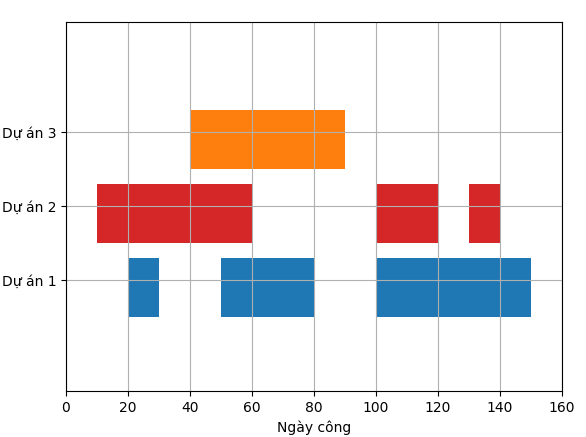 Dự án 3
Dự án 2
Dự án 1
0 20 40 60 80 100 120 140 160
Ngày công